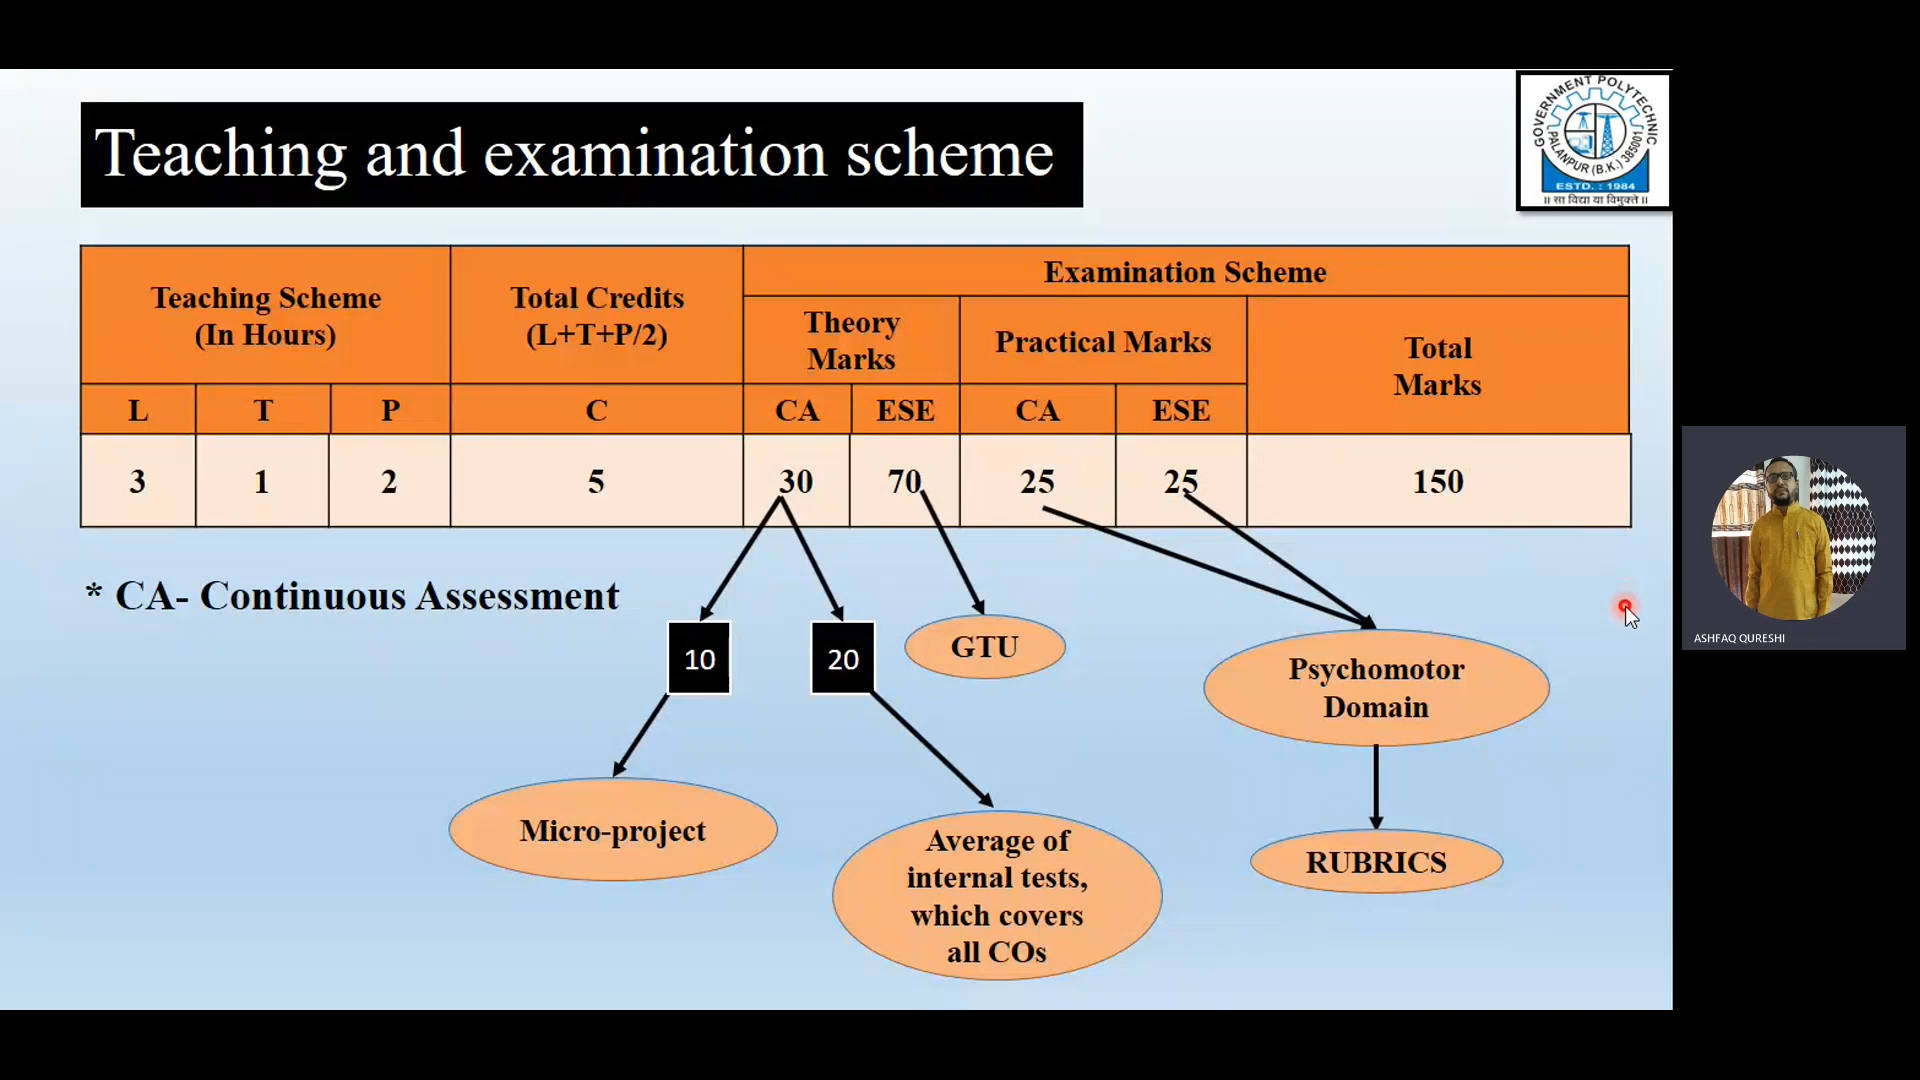 Teaching and examination scheme
GOVERNMENT POLYTECHNIC
PALANPUR (B.K.) 385001
ESTD. : 1984
॥ सा विद्या या विमुक्ते ॥
Teaching Scheme
(In Hours)
Total Credits
(L+T+P/2)
Examination Scheme
Theory
Marks
Practical Marks
Total
Marks
L T P C CA ESE CA ESE
3 1 2 5 30 70 25 25 150
* CA- Continuous Assessment
10
20
GTU
Psychomotor
Domain
Micro-project
Average of
internal tests,
which covers
all COs
RUBRICS
ASHFAQ QURESHI